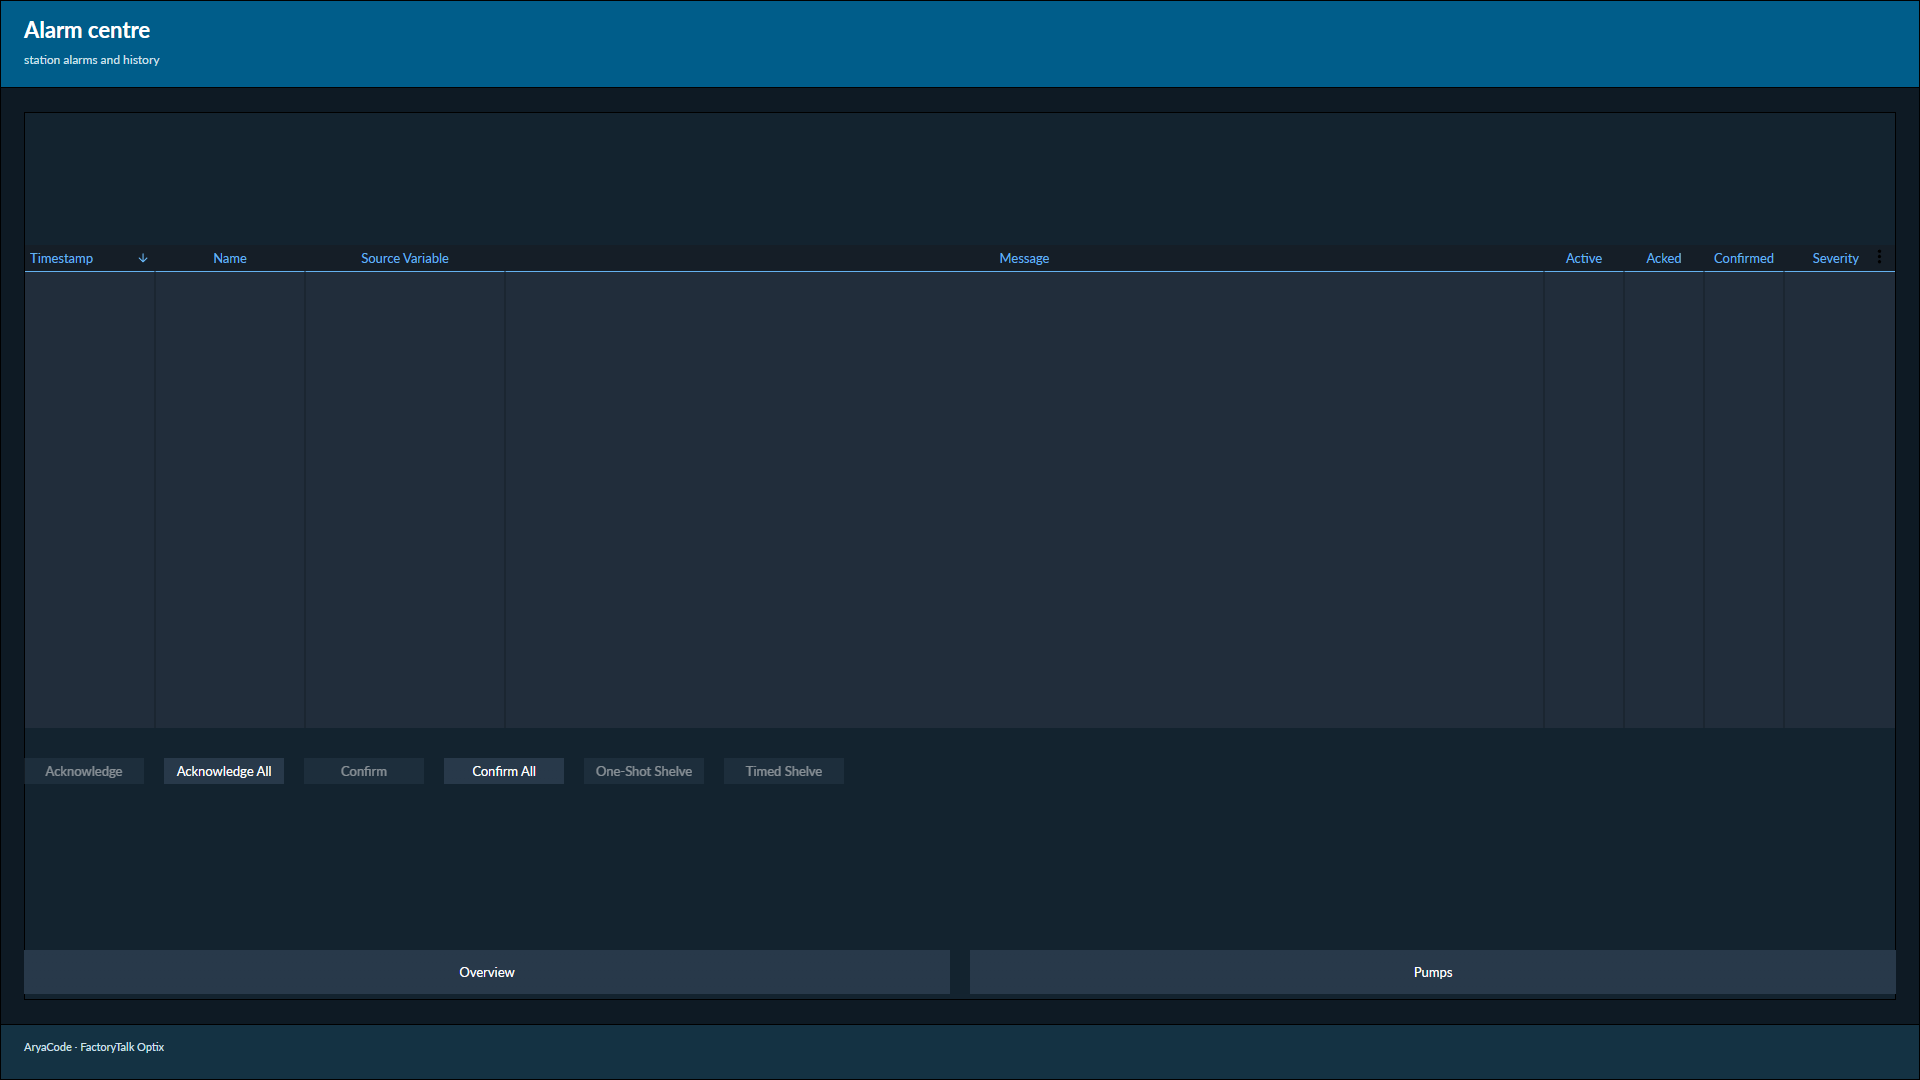 Alarm centre
station alarms and history
Timestamp Name Source Variable Message Active Acked Confirmed Severity
Acknowledge Acknowledge All Confirm Confirm All One-Shot Shelve Timed Shelve
Overview Pumps
AryaCode · FactoryTalk Optix